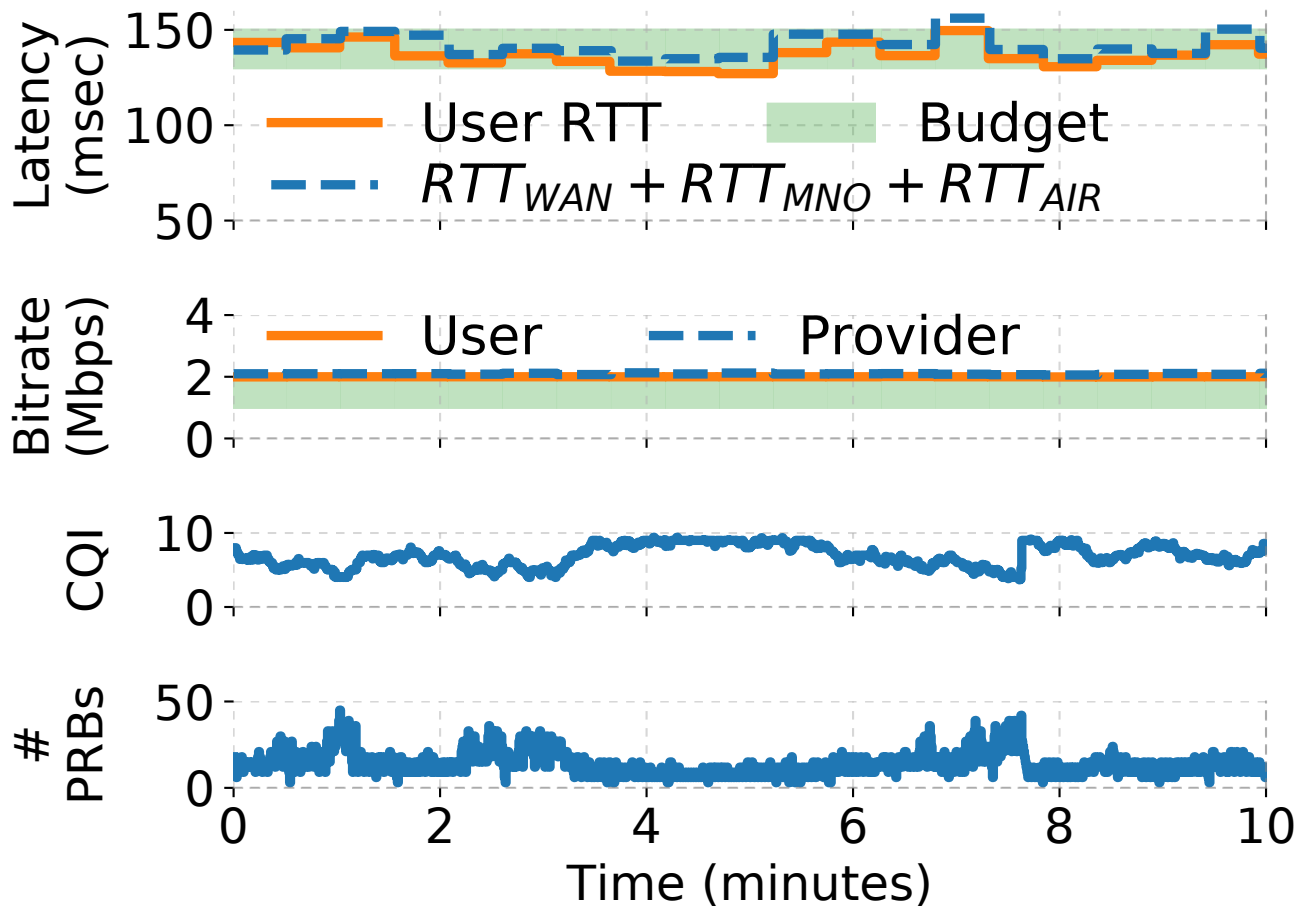 Latency
(msec)
150
100
50
User RTT
Budget
RTT_WAN + RTT_MNO + RTT_AIR
Bitrate
(Mbps)
4
2
0
User
Provider
CQI
10
0
#
PRBs
50
0
0 2 4 6 8 10
Time (minutes)